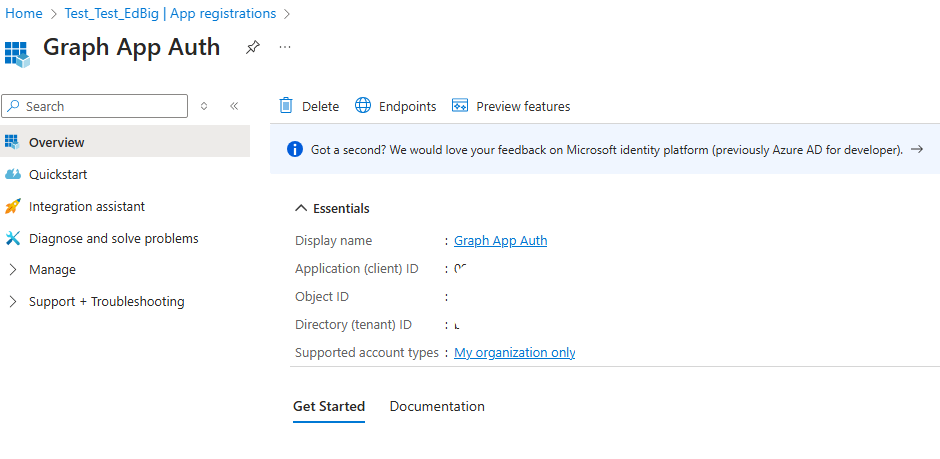 Home > Test_Test_EdBig | App registrations >
Graph App Auth
Search
Delete Endpoints Preview features
Overview
Got a second? We would love your feedback on Microsoft identity platform (previously Azure AD for developer). →
Quickstart
Integration assistant
Diagnose and solve problems
Manage
Support + Troubleshooting
Essentials
Display name : Graph App Auth
Application (client) ID :
Object ID :
Directory (tenant) ID :
Supported account types : My organization only
Get Started Documentation